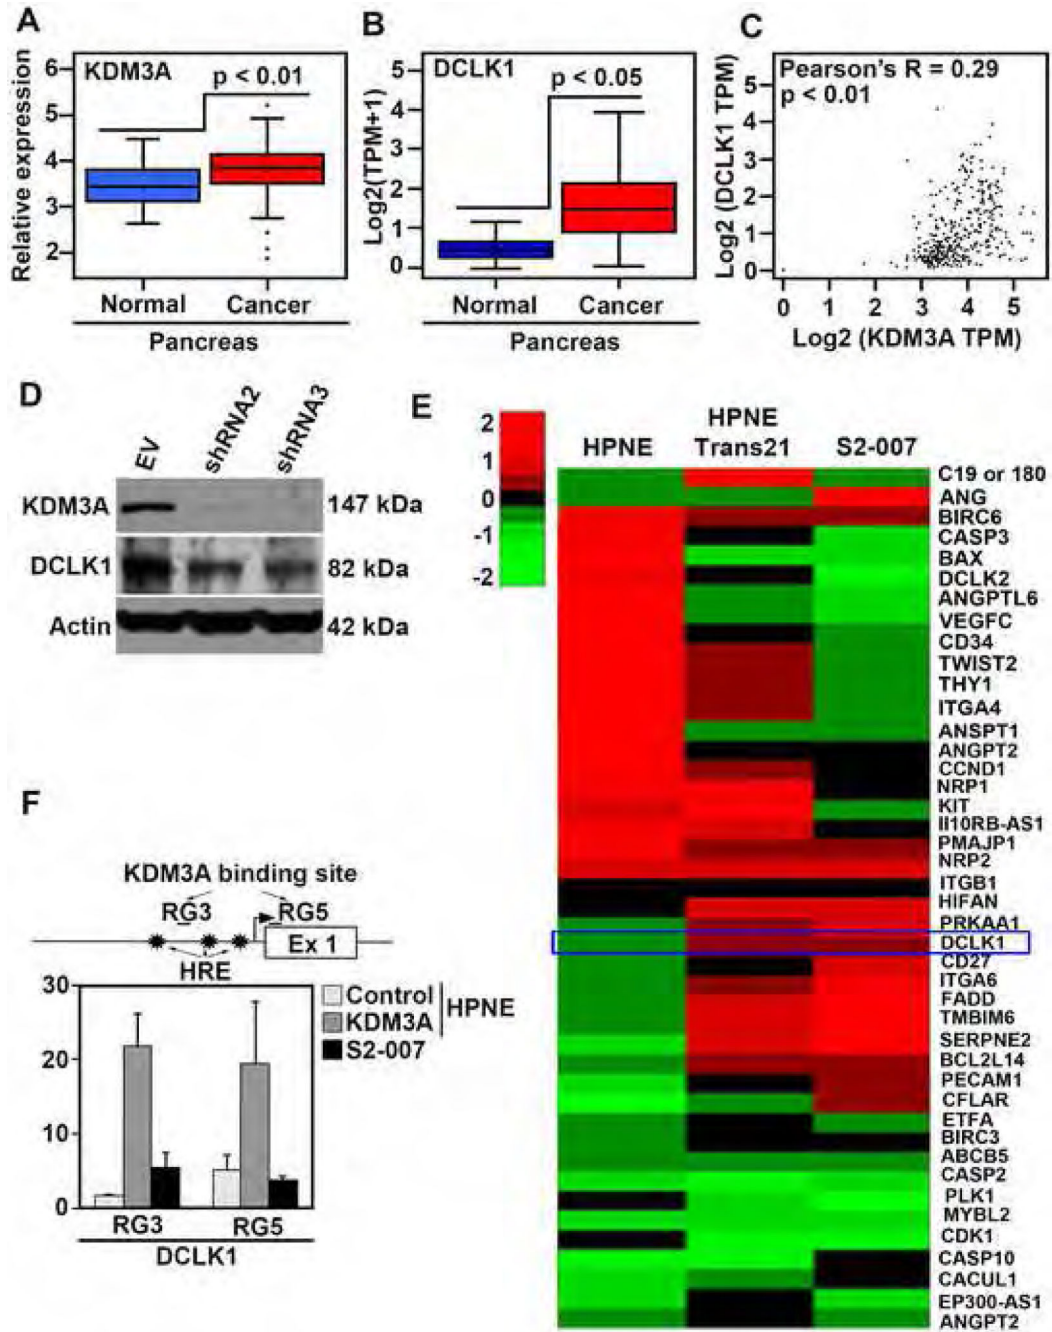 A
KDM3A
p < 0.01
Relative expression
6
5
4
3
2
Normal
Cancer
Pancreas
B
DCLK1
p < 0.05
Log2(TPM+1)
5
4
3
2
1
0
Normal
Cancer
Pancreas
C
Pearson's R = 0.29
p < 0.01
Log2 (DCLK1 TPM)
5
4
3
2
1
0
0 1 2 3 4 5
Log2 (KDM3A TPM)
D
EV
shRNA2
shRNA3
KDM3A
147 kDa
DCLK1
82 kDa
Actin
42 kDa
E
2
1
0
-1
-2
HPNE
HPNE
Trans21
S2-007
C19 or 180
ANG
BIRC6
CASP3
BAX
DCLK2
ANGPTL6
VEGFC
CD34
TWIST2
THY1
ITGA4
ANSPT1
ANGPT2
CCND1
NRP1
KIT
Il10RB-AS1
PMAJP1
NRP2
ITGB1
HIFAN
PRKAA1
DCLK1
CD27
ITGA6
FADD
TMBIM6
SERPNE2
BCL2L14
PECAM1
CFLAR
ETFA
BIRC3
ABCB5
CASP2
PLK1
MYBL2
CDK1
CASP10
CACUL1
EP300-AS1
ANGPT2
F
KDM3A binding site
RG3
RG5
Ex 1
HRE
30
20
10
0
Control
KDM3A
HPNE
S2-007
RG3
RG5
DCLK1